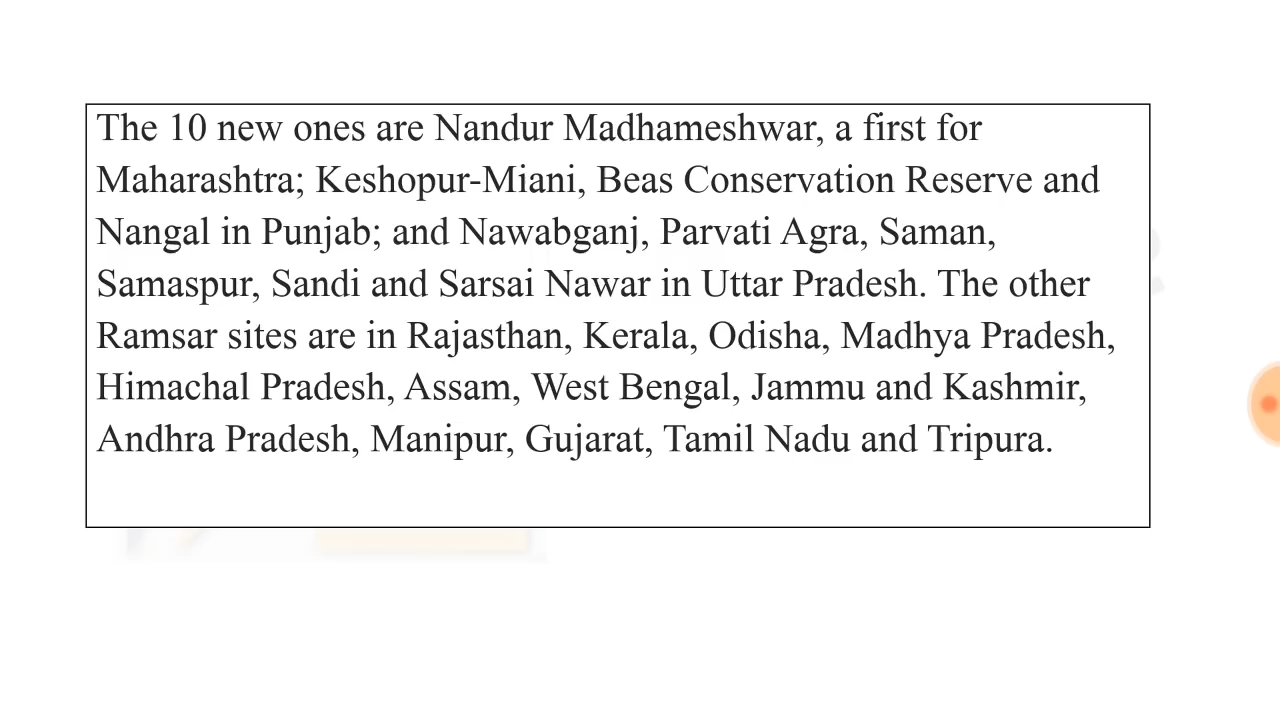 The 10 new ones are Nandur Madhameshwar, a first for
Maharashtra; Keshopur-Miani, Beas Conservation Reserve and
Nangal in Punjab; and Nawabganj, Parvati Agra, Saman,
Samaspur, Sandi and Sarsai Nawar in Uttar Pradesh. The other
Ramsar sites are in Rajasthan, Kerala, Odisha, Madhya Pradesh,
Himachal Pradesh, Assam, West Bengal, Jammu and Kashmir,
Andhra Pradesh, Manipur, Gujarat, Tamil Nadu and Tripura.